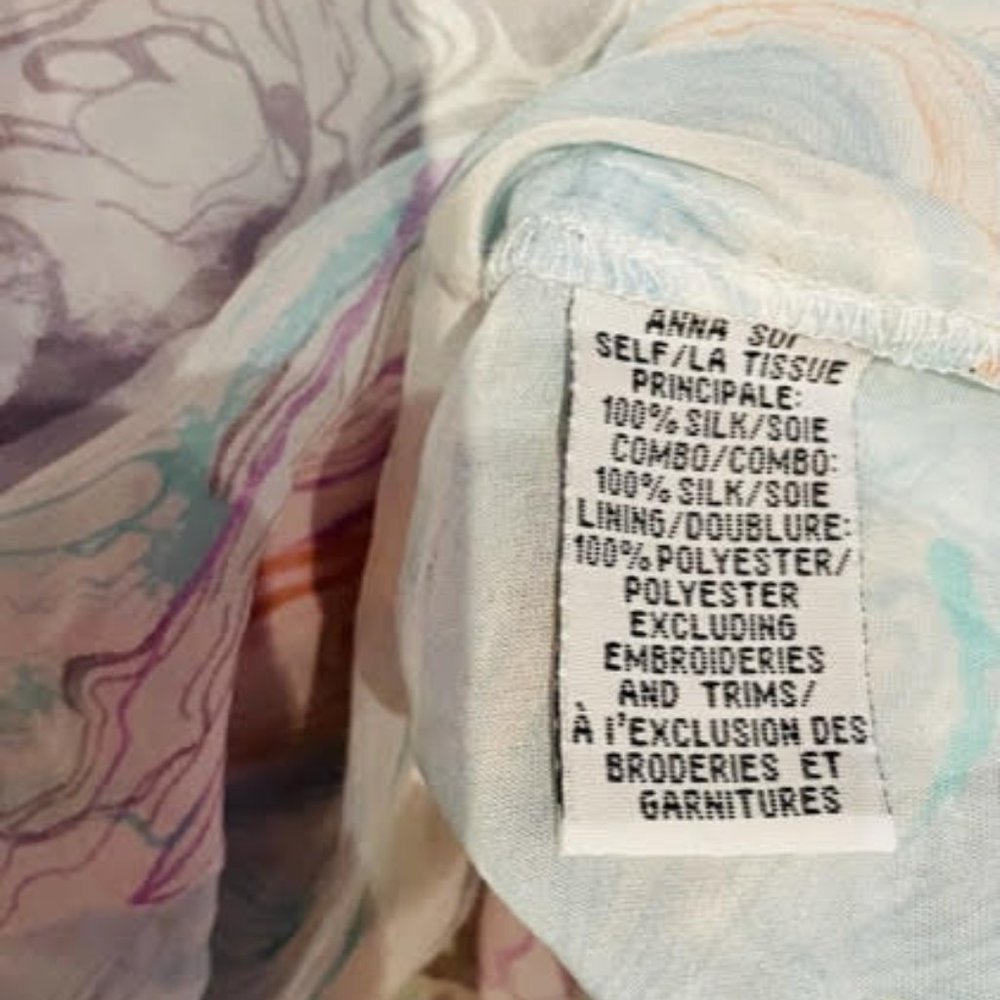 ANNA SUI
SELF/LA TISSUE
PRINCIPALE:
100% SILK/SOIE
COMBO/COMBO:
100% SILK/SOIE
LINING/DOUBLURE:
100% POLYESTER/
POLYESTER
EXCLUDING
EMBROIDERIES
AND TRIMS/
À l'EXCLUSION DES
BRODERIES ET
GARNITURES